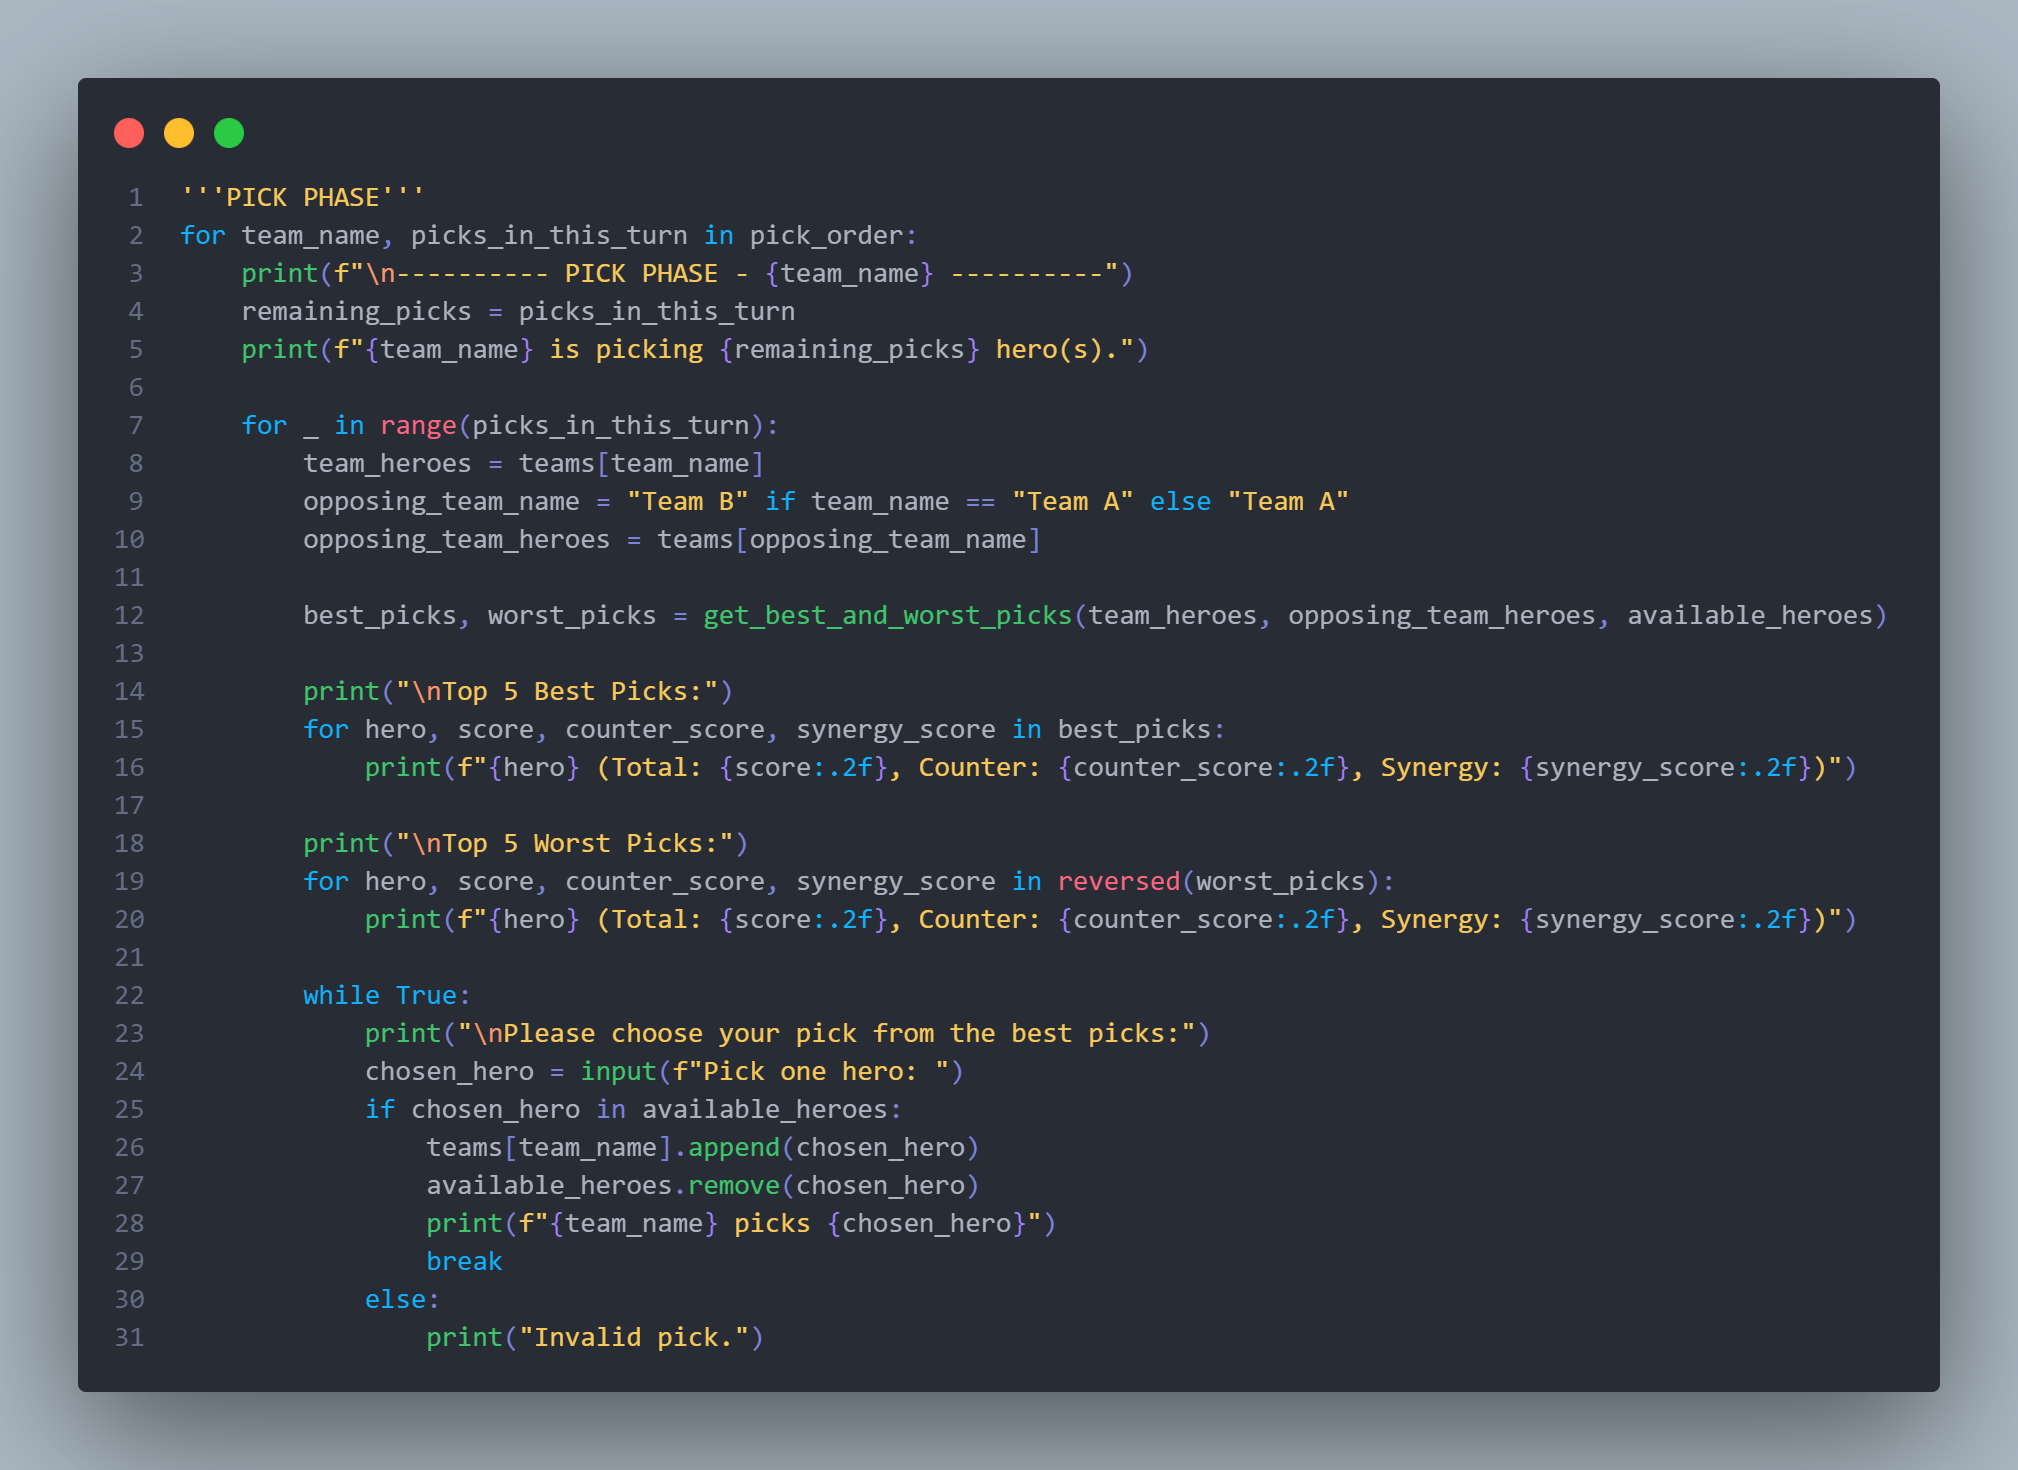 1 '''PICK PHASE'''
2 for team_name, picks_in_this_turn in pick_order:
3     print(f"\n---------- PICK PHASE - {team_name} ----------")
4     remaining_picks = picks_in_this_turn
5     print(f"{team_name} is picking {remaining_picks} hero(s).")
6
7     for _ in range(picks_in_this_turn):
8         team_heroes = teams[team_name]
9         opposing_team_name = "Team B" if team_name == "Team A" else "Team A"
10         opposing_team_heroes = teams[opposing_team_name]
11
12         best_picks, worst_picks = get_best_and_worst_picks(team_heroes, opposing_team_heroes, available_heroes)
13
14         print("\nTop 5 Best Picks:")
15         for hero, score, counter_score, synergy_score in best_picks:
16             print(f"{hero} (Total: {score:.2f}, Counter: {counter_score:.2f}, Synergy: {synergy_score:.2f})")
17
18         print("\nTop 5 Worst Picks:")
19         for hero, score, counter_score, synergy_score in reversed(worst_picks):
20             print(f"{hero} (Total: {score:.2f}, Counter: {counter_score:.2f}, Synergy: {synergy_score:.2f})")
21
22         while True:
23             print("\nPlease choose your pick from the best picks:")
24             chosen_hero = input(f"Pick one hero: ")
25             if chosen_hero in available_heroes:
26                 teams[team_name].append(chosen_hero)
27                 available_heroes.remove(chosen_hero)
28                 print(f"{team_name} picks {chosen_hero}")
29                 break
30             else:
31                 print("Invalid pick.")